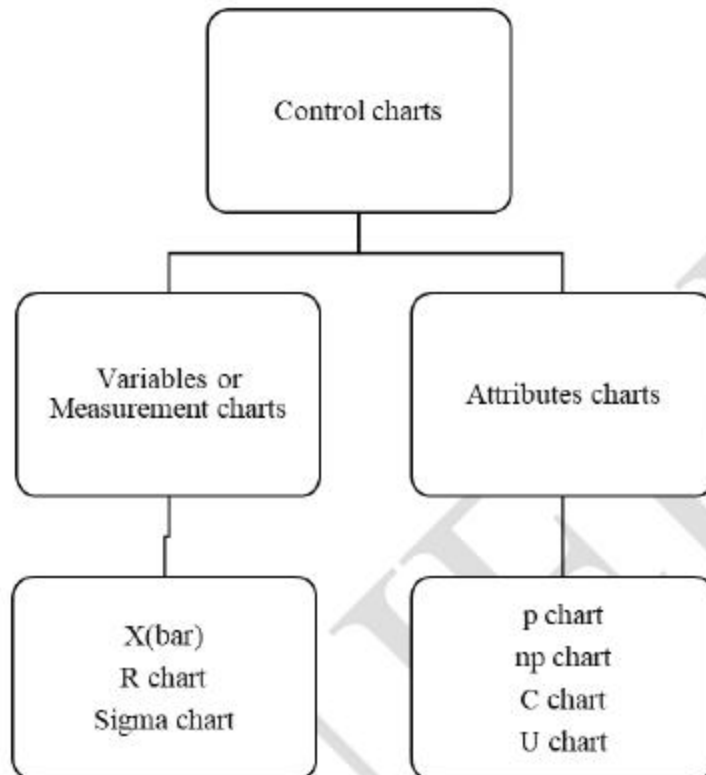 Control charts
Variables or
Measurement charts
Attributes charts
X(bar)
R chart
Sigma chart
p chart
np chart
C chart
U chart